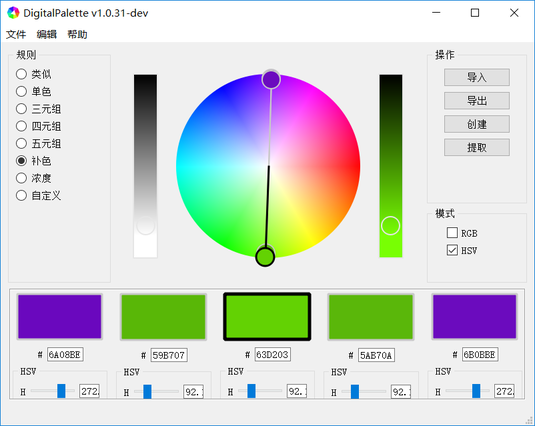 DigitalPalette v1.0.31-dev
文件 编辑 帮助
规则
类似
单色
三元组
四元组
五元组
补色
浓度
自定义
操作
导入
导出
创建
提取
模式
RGB
HSV
# 6A08BE # 59B707 # 63D203 # 5AB70A # 6B0BBE
HSV HSV HSV HSV HSV
H 272. H 92. H 92. H 92. H 272.